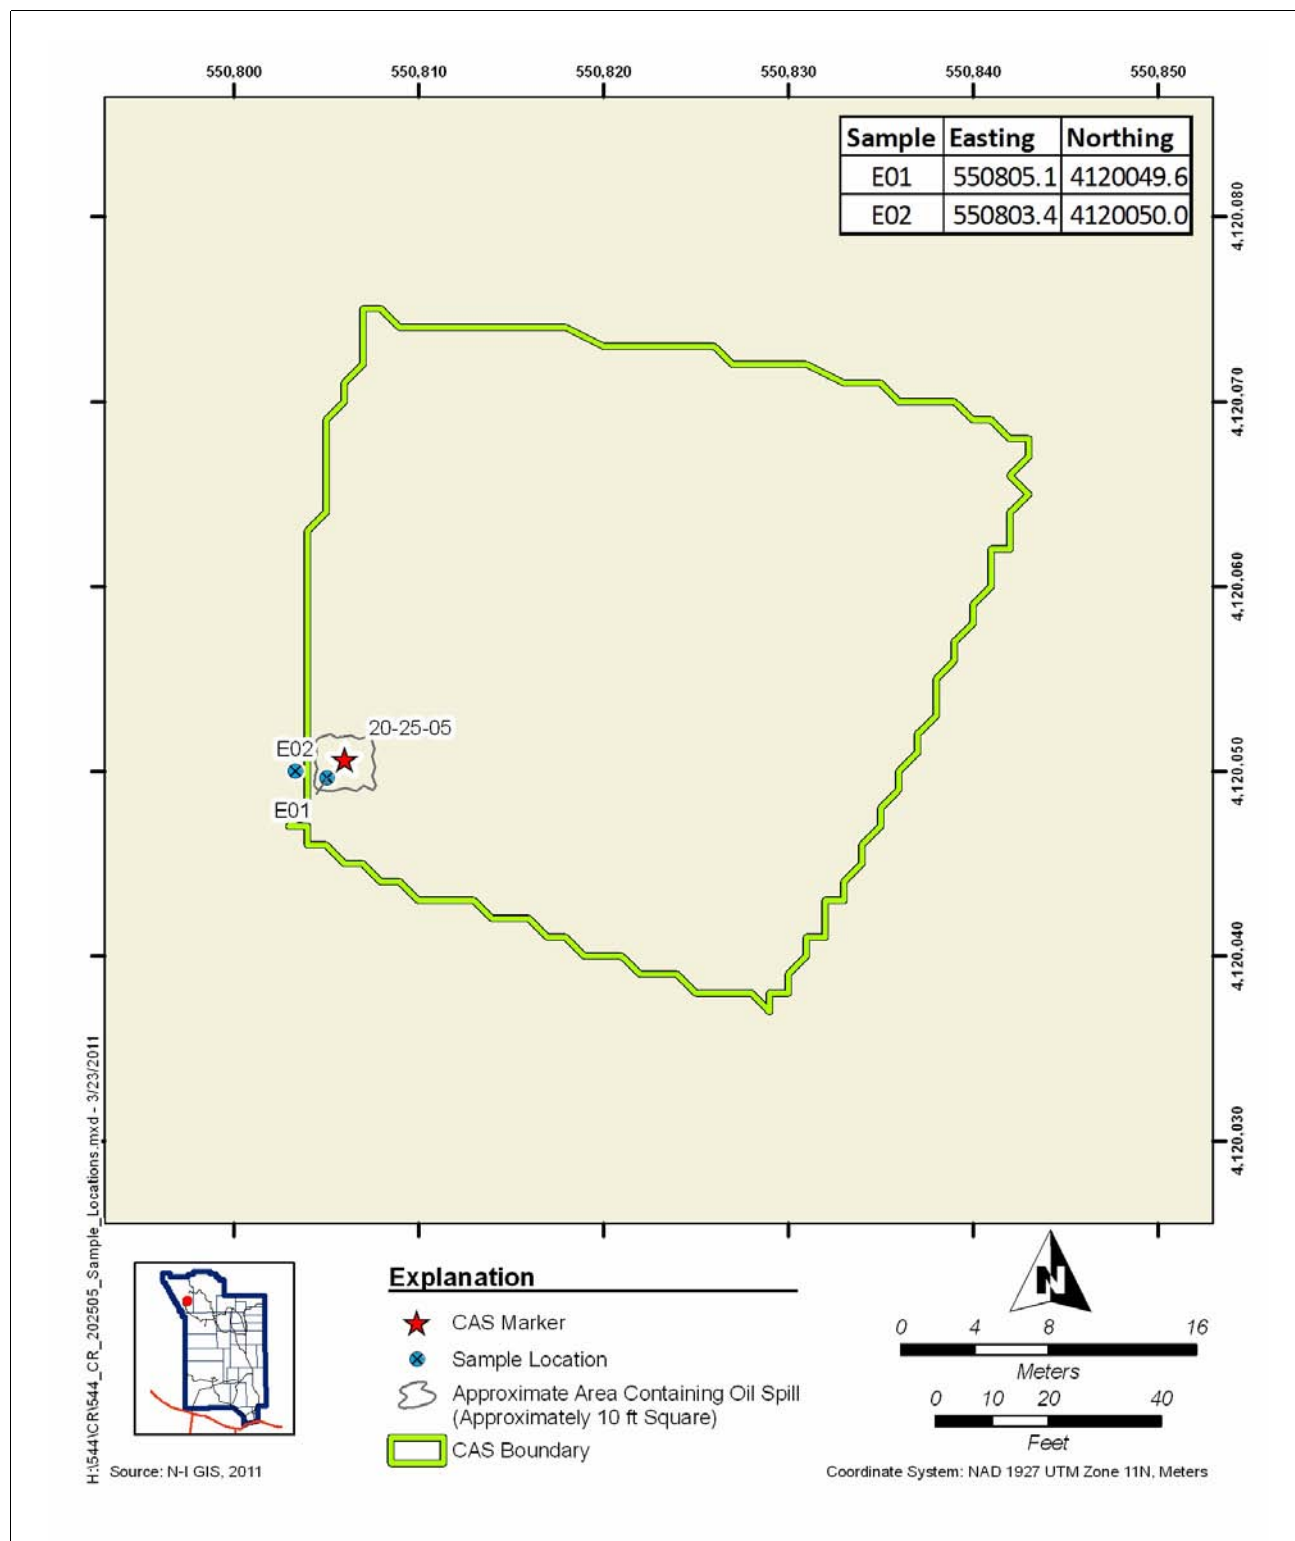 550,800 550,810 550,820 550,830 550,840 550,850
Sample Easting Northing
E01 550805.1 4120049.6
E02 550803.4 4120050.0
4,120,080
4,120,070
4,120,060
4,120,050
4,120,040
4,120,030
20-25-05
E02
E01
H:\544\CR\544_CR_202505_Sample_Locations.mxd - 3/23/2011
Explanation
CAS Marker
Sample Location
Approximate Area Containing Oil Spill
(Approximately 10 ft Square)
CAS Boundary
N
0 4 8 16
Meters
0 10 20 40
Feet
Source: N-I GIS, 2011
Coordinate System: NAD 1927 UTM Zone 11N, Meters